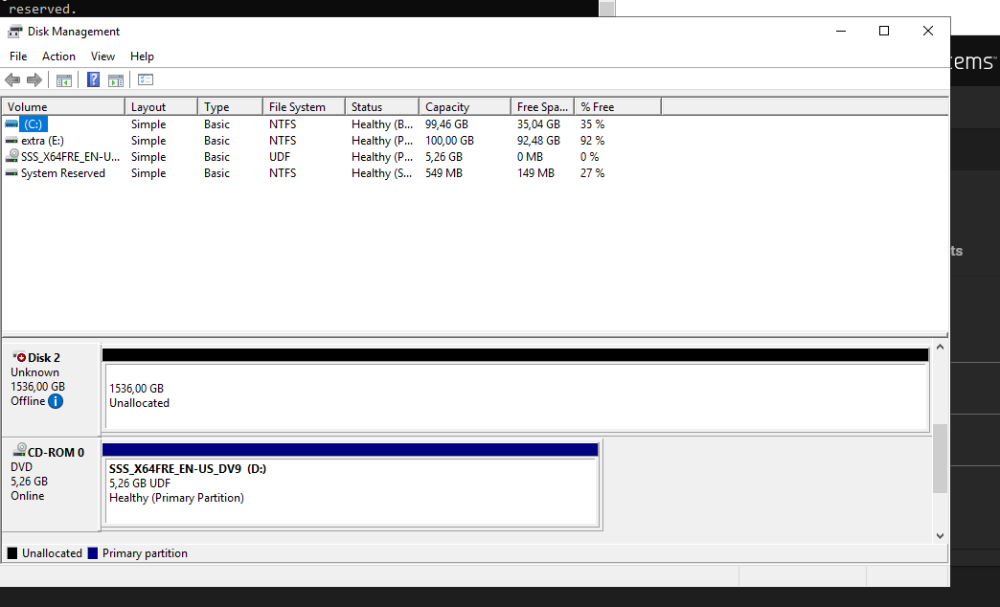 reserved.
Disk Management
File Action View Help
Volume Layout Type File System Status Capacity Free Spa... % Free
(C:) Simple Basic NTFS Healthy (B... 99,46 GB 35,04 GB 35 %
extra (E:) Simple Basic NTFS Healthy (P... 100,00 GB 92,48 GB 92 %
SSS_X64FRE_EN-U... Simple Basic UDF Healthy (P... 5,26 GB 0 MB 0 %
System Reserved Simple Basic NTFS Healthy (S... 549 MB 149 MB 27 %
ems
ts
Disk 2
Unknown
1536,00 GB
Offline
1536,00 GB
Unallocated
CD-ROM 0
DVD
5,26 GB
Online
SSS_X64FRE_EN-US_DV9 (D:)
5,26 GB UDF
Healthy (Primary Partition)
Unallocated Primary partition